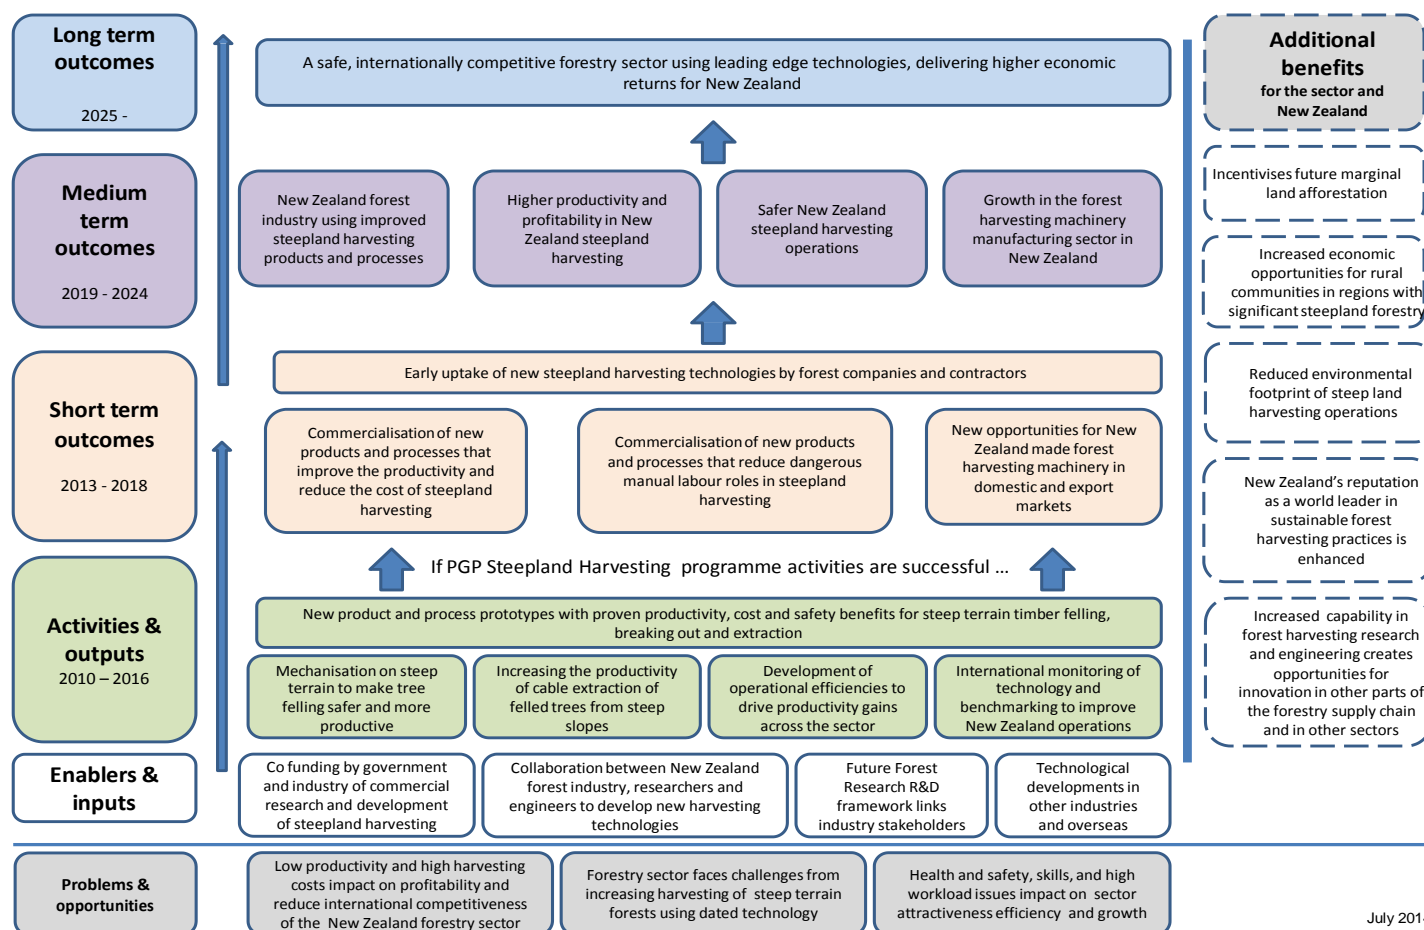 Long term
outcomes
2025 -
A safe, internationally competitive forestry sector using leading edge technologies, delivering higher economic
returns for New Zealand
Additional
benefits
for the sector and
New Zealand
Medium
term
outcomes
2019 - 2024
New Zealand forest
industry using improved
steepland harvesting
products and processes
Higher productivity and
profitability in New
Zealand steepland
harvesting
Safer New Zealand
steepland harvesting
operations
Growth in the forest
harvesting machinery
manufacturing sector in
New Zealand
Incentivises future marginal
land afforestation
Increased economic
opportunities for rural
communities in regions with
significant steepland forestry
Short term
outcomes
2013 - 2018
Early uptake of new steepland harvesting technologies by forest companies and contractors
Commercialisation of new
products and processes that
improve the productivity and
reduce the cost of steepland
harvesting
Commercialisation of new products
and processes that reduce dangerous
manual labour roles in steepland
harvesting
New opportunities for New
Zealand made forest
harvesting machinery in
domestic and export
markets
Reduced environmental
footprint of steep land
harvesting operations
New Zealand's reputation
as a world leader in
sustainable forest
harvesting practices is
enhanced
If PGP Steepland Harvesting programme activities are successful ...
Activities &
outputs
2010 – 2016
New product and process prototypes with proven productivity, cost and safety benefits for steep terrain timber felling,
breaking out and extraction
Mechanisation on steep
terrain to make tree
felling safer and more
productive
Increasing the productivity
of cable extraction of
felled trees from steep
slopes
Development of
operational efficiencies to
drive productivity gains
across the sector
International monitoring of
technology and
benchmarking to improve
New Zealand operations
Increased capability in
forest harvesting research
and engineering creates
opportunities for
innovation in other parts of
the forestry supply chain
and in other sectors
Enablers &
inputs
Co funding by government
and industry of commercial
research and development
of steepland harvesting
Collaboration between New Zealand
forest industry, researchers and
engineers to develop new harvesting
technologies
Future Forest
Research R&D
framework links
industry stakeholders
Technological
developments in
other industries
and overseas
Problems &
opportunities
Low productivity and high harvesting
costs impact on profitability and
reduce international competitiveness
of the New Zealand forestry sector
Forestry sector faces challenges from
increasing harvesting of steep terrain
forests using dated technology
Health and safety, skills, and high
workload issues impact on sector
attractiveness efficiency and growth
July 2014